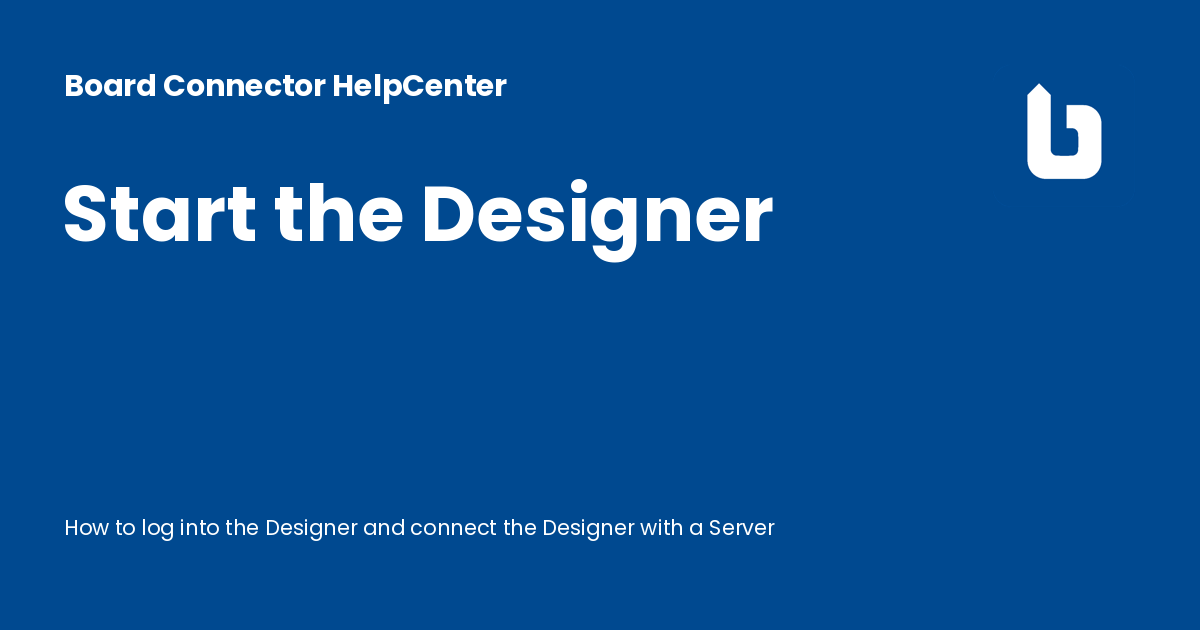 Board Connector HelpCenter
Start the Designer
How to log into the Designer and connect the Designer with a Server